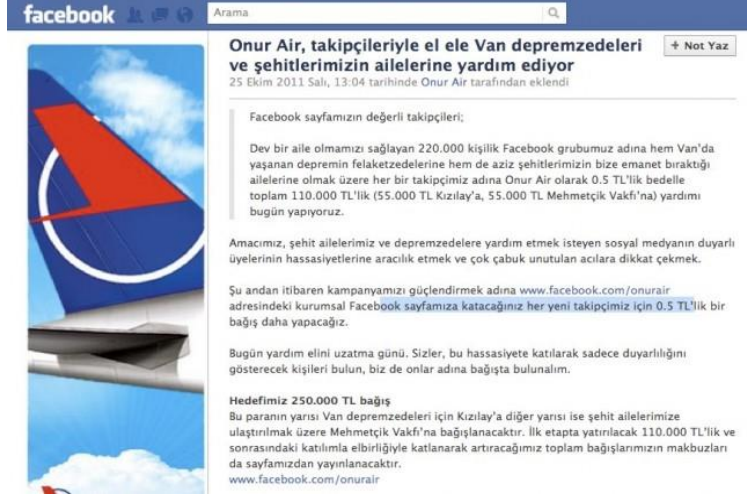 facebook
Arama
Onur Air, takipçileriyle el ele Van depremzedeleri
ve şehitlerimizin ailelerine yardım ediyor
+ Not Yaz
25 Ekim 2011 Salı, 13:04 tarihinde Onur Air tarafından eklendi
Facebook sayfamızın değerli takipçileri;
Dev bir aile olmamızı sağlayan 220.000 kişilik Facebook grubumuz adına hem Van'da
yaşanan depremin felaketzedelerine hem de aziz şehitlerimizin bize emanet bıraktığı
ailelerine olmak üzere her bir takipçimiz adına Onur Air olarak 0.5 TL'lik bedelle
toplam 110.000 TL'lik (55.000 TL Kızılay'a, 55.000 TL Mehmetçik Vakfı'na) yardımı
bugün yapıyoruz.
Amacımız, şehit ailelerimiz ve depremzedelere yardım etmek isteyen sosyal medyanın duyarlı
üyelerinin hassasiyetlerine aracılık etmek ve çok çabuk unutulan acılara dikkat çekmek.
Şu andan itibaren kampanyamızı güçlendirmek adına www.facebook.com/onurair
adresindeki kurumsal Facebook sayfamıza katacağınız her yeni takipçimiz için 0.5 TL'lik bir
bağış daha yapacağız.
Bugün yardım elini uzatma günü. Sizler, bu hassasiyete katılarak sadece duyarlılığını
gösterecek kişileri bulun, biz de onlar adına bağışta bulunalım.
Hedefimiz 250.000 TL bağış
Bu paranın yarısı Van depremzedeleri için Kızılay'a diğer yarısı ise şehit ailelerimize
ulaştırılmak üzere Mehmetçik Vakfı'na bağışlanacaktır. İlk etapta yatırılacak 110.000 TL'lik ve
sonrasındaki katılımla elbirliğiyle katlanarak artıracağımız toplam bağışlarımızın makbuzları
da sayfamızdan yayınlanacaktır.
www.facebook.com/onurair